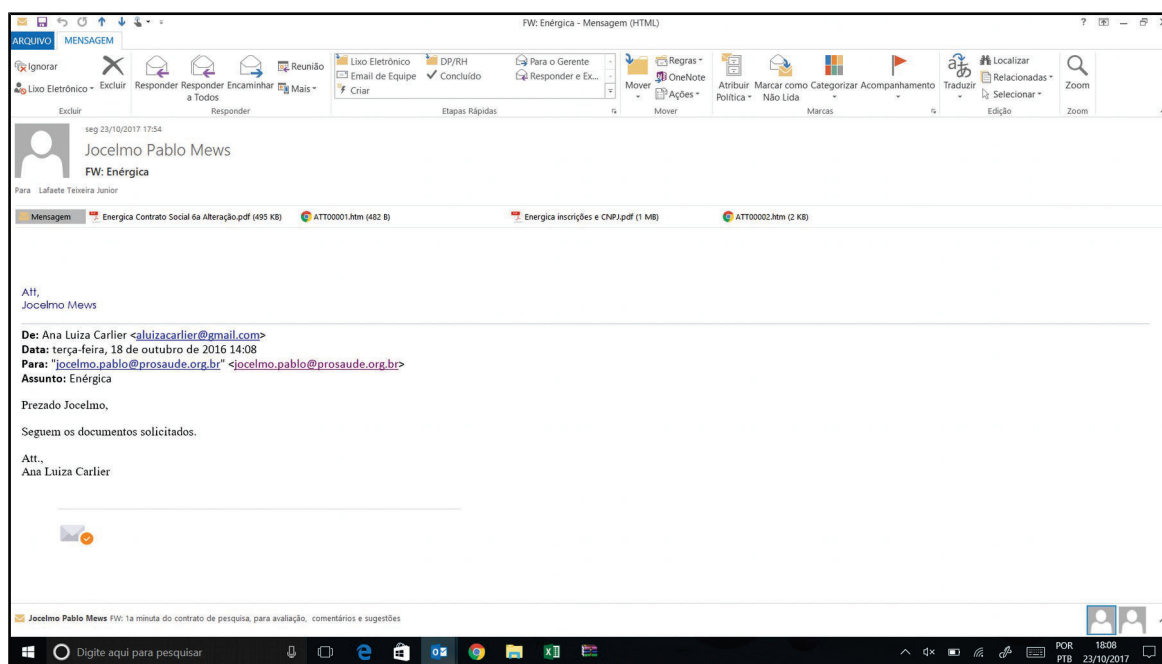 FW: Enérgica - Mensagem (HTML)
ARQUIVO MENSAGEM
Ignorar
Lixo Eletrônico
Excluir
Responder Responder a Todos Encaminhar
Reunião
Mais
Lixo Eletrônico DP/RH Para o Gerente
Email de Equipe Concluído Responder e Ex...
Criar
Mover
Regras
OneNote
Ações
Atribuir Política Marcar como Não Lida Categorizar Acompanhamento
Traduzir
Localizar
Relacionadas
Selecionar
Zoom
Excluir Responder Etapas Rápidas Mover Marcas Edição Zoom
seg 23/10/2017 17:54
Jocelmo Pablo Mews
FW: Enérgica
Para Lafaete Teixeira Junior
Mensagem Energica Contrato Social 6a Alteração.pdf (495 KB) ATT00001.htm (482 B) Energica inscrições e CNPJ.pdf (1 MB) ATT00002.htm (2 KB)
Att,
Jocelmo Mews
De: Ana Luiza Carlier <aluizacarlier@gmail.com>
Data: terça-feira, 18 de outubro de 2016 14:08
Para: "jocelmo.pablo@prosaude.org.br" <jocelmo.pablo@prosaude.org.br>
Assunto: Enérgica
Prezado Jocelmo,
Seguem os documentos solicitados.
Att.,
Ana Luiza Carlier
Jocelmo Pablo Mews FW: 1a minuta do contrato de pesquisa, para avaliação, comentários e sugestões
Digite aqui para pesquisar
POR 18:08
PTB 23/10/2017